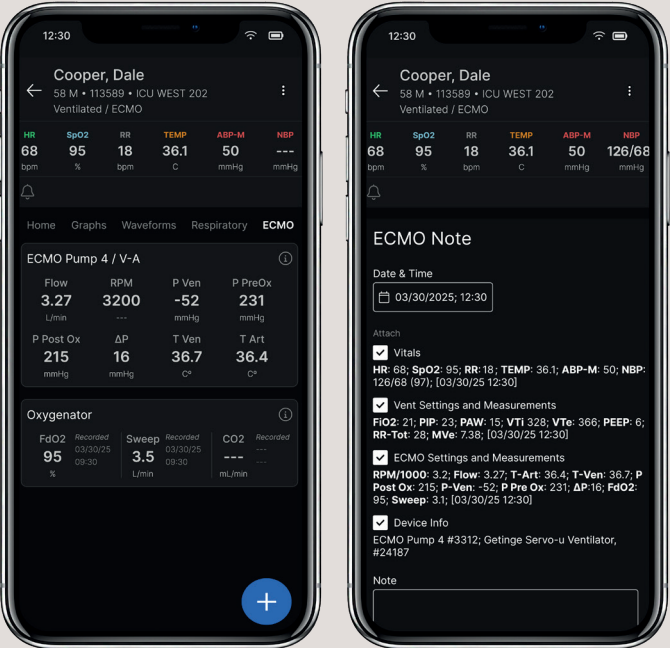 12:30
Cooper, Dale
58 M • 113589 • ICU WEST 202
Ventilated / ECMO
HR SpO2 RR TEMP ABP-M NBP
68 95 18 36.1 50 ---
bpm % bpm C mmHg mmHg
Home Graphs Waveforms Respiratory ECMO
ECMO Pump 4 / V-A
Flow RPM P Ven P PreOx
3.27 3200 -52 231
L/min --- mmHg mmHg
P Post Ox ΔP T Ven T Art
215 16 36.7 36.4
mmHg mmHg C° C°
Oxygenator
FdO2 Recorded Sweep Recorded CO2 Recorded
95 03/30/25 3.5 03/30/25 --- ---
09:30 09:30 ---
% L/min mL/min
12:30
Cooper, Dale
58 M • 113589 • ICU WEST 202
Ventilated / ECMO
HR SpO2 RR TEMP ABP-M NBP
68 95 18 36.1 50 126/68
bpm % bpm C mmHg mmHg
ECMO Note
Date & Time
03/30/2025; 12:30
Attach
Vitals
HR: 68; SpO2: 95; RR: 18; TEMP: 36.1; ABP-M: 50; NBP:
126/68 (97); [03/30/25 12:30]
Vent Settings and Measurements
FiO2: 21; PIP: 23; PAW: 15; VTi 328; VTe: 366; PEEP: 6;
RR-Tot: 28; MVe: 7.38; [03/30/25 12:30]
ECMO Settings and Measurements
RPM/1000: 3.2; Flow: 3.27; T-Art: 36.4; T-Ven: 36.7; P
Post Ox: 215; P-Ven: -52; P Pre Ox: 231; ΔP:16; FdO2:
95; Sweep: 3.1; [03/30/25 12:30]
Device Info
ECMO Pump 4 #3312; Getinge Servo-u Ventilator,
#24187
Note